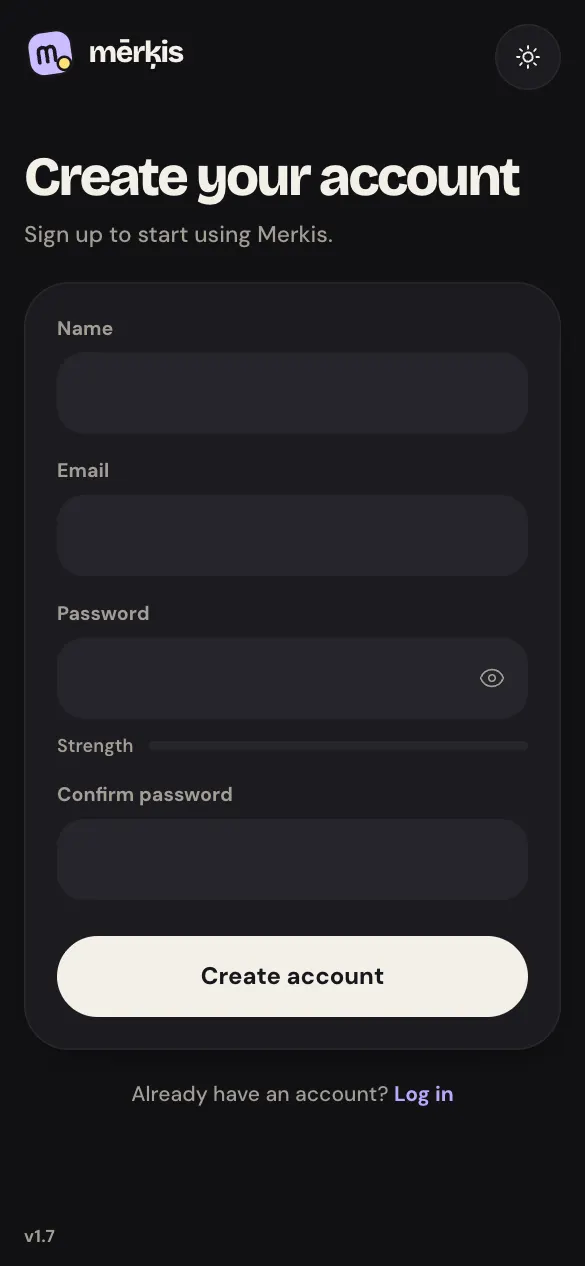 m.
mērķis
Create your account
Sign up to start using Merkis.
Name
Email
Password
Strength
Confirm password
Create account
Already have an account? Log in
v1.7